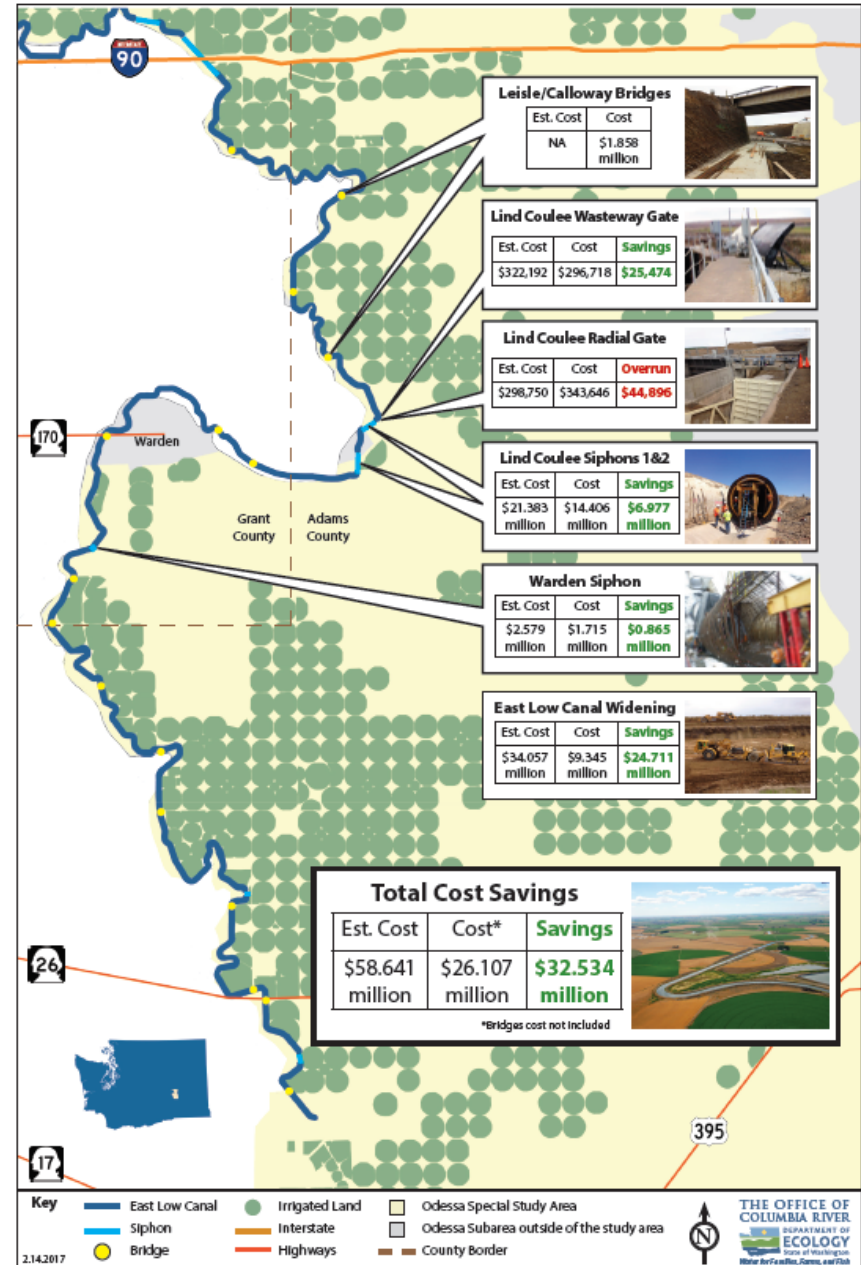 INTERSTATE
90
Leisle/Calloway Bridges
Est. Cost Cost
NA $1.858 million
Lind Coulee Wasteway Gate
Est. Cost Cost Savings
$322,192 $296,718 $25,474
Lind Coulee Radial Gate
Est. Cost Cost Overrun
$298,750 $343,646 $44,896
170
Warden
Lind Coulee Siphons 1&2
Est. Cost Cost Savings
$21.383 $14.406 $6.977
million million million
Grant County
Adams County
Warden Siphon
Est. Cost Cost Savings
$2.579 $1.715 $0.865
million million million
East Low Canal Widening
Est. Cost Cost Savings
$34.057 $9.345 $24.711
million million million
Total Cost Savings
Est. Cost Cost* Savings
$58.641 $26.107 $32.534
million million million
*Bridges cost not included
26
395
17
Key
East Low Canal
Siphon
Bridge
Irrigated Land
Interstate
Highways
Odessa Special Study Area
Odessa Subarea outside of the study area
County Border
N
THE OFFICE OF
COLUMBIA RIVER
DEPARTMENT OF
ECOLOGY
State of Washington
Water for Families, Farms, and Fish
2.14.2017